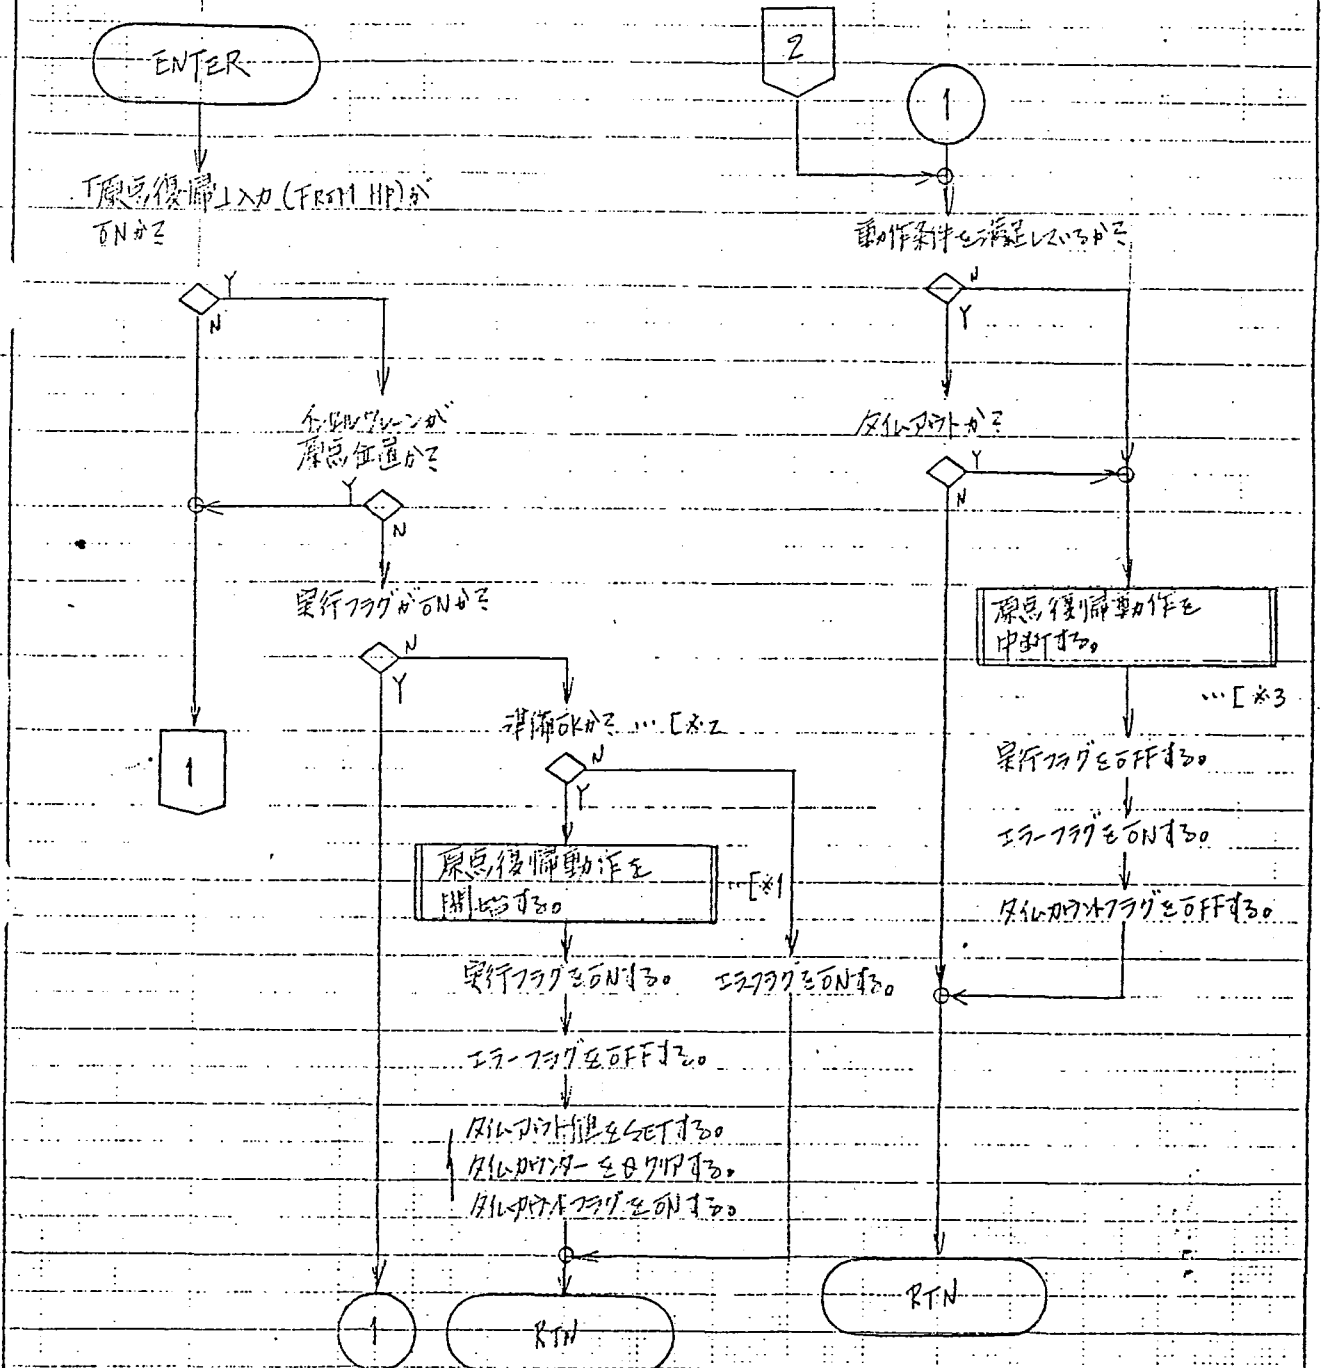 ENTER
「原点復帰」入力 (FROM HP)が
ONか?
Y
N
原点位置か?
Y
N
実行フラグがONか?
N
Y
1
準備OKか? … [※2
N
Y
原点復帰動作を
開始する。
…[※1
実行フラグをONする。
エラフラグをONする。
エラーフラグをOFFする。
タイムアウト値をSETする。
タイムカウンターを0クリアする。
タイムカウントフラグをONする。
1
RTN
2
1
動作条件を満足しているか?
N
Y
タイムアウトか?
Y
N
原点復帰動作を
中断する。
… [※3
実行フラグをOFFする。
エラーフラグをONする。
タイムカウントフラグをOFFする。
RTN